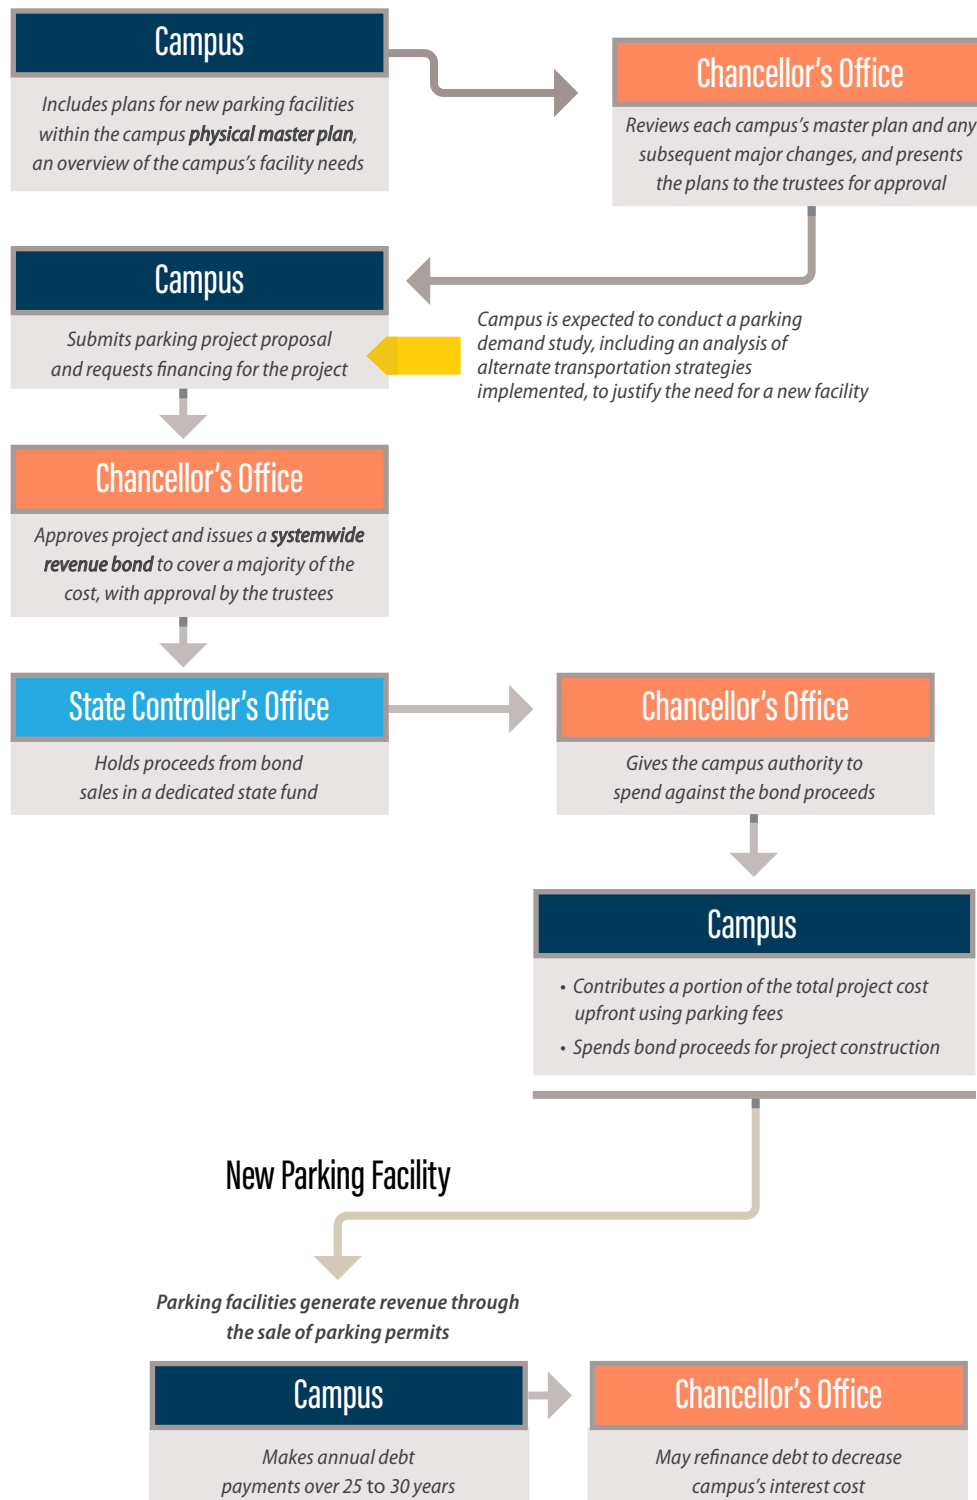 Campus
Includes plans for new parking facilities
within the campus physical master plan,
an overview of the campus's facility needs
Chancellor's Office
Reviews each campus's master plan and any
subsequent major changes, and presents
the plans to the trustees for approval
Campus
Submits parking project proposal
and requests financing for the project
Campus is expected to conduct a parking
demand study, including an analysis of
alternate transportation strategies
implemented, to justify the need for a new facility
Chancellor's Office
Approves project and issues a systemwide
revenue bond to cover a majority of the
cost, with approval by the trustees
State Controller's Office
Holds proceeds from bond
sales in a dedicated state fund
Chancellor's Office
Gives the campus authority to
spend against the bond proceeds
Campus
• Contributes a portion of the total project cost
upfront using parking fees
• Spends bond proceeds for project construction
New Parking Facility
Parking facilities generate revenue through
the sale of parking permits
Campus
Makes annual debt
payments over 25 to 30 years
Chancellor's Office
May refinance debt to decrease
campus's interest cost